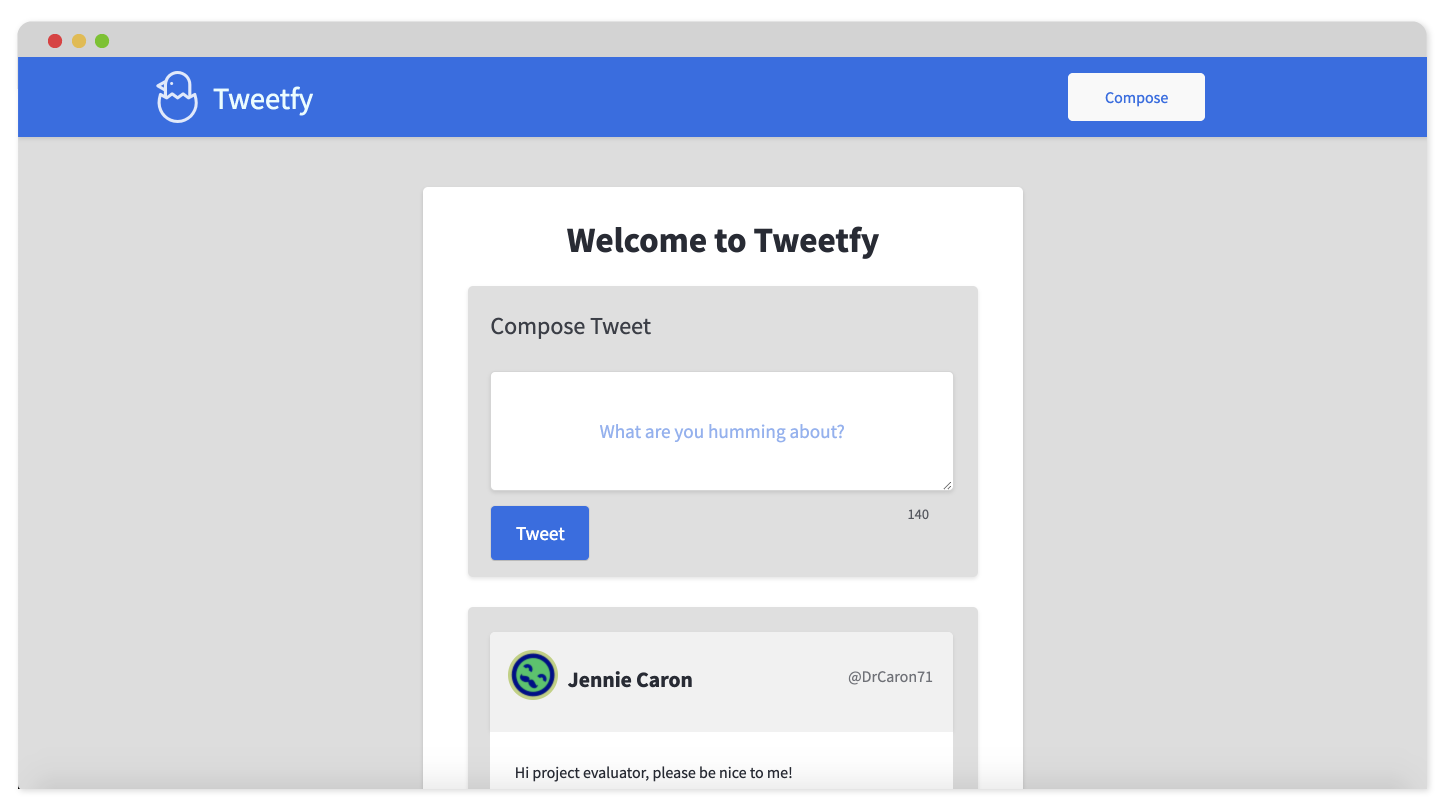 Tweetfy
Compose
Welcome to Tweetfy
Compose Tweet
What are you humming about?
Tweet
140
Jennie Caron
@DrCaron71
Hi project evaluator, please be nice to me!